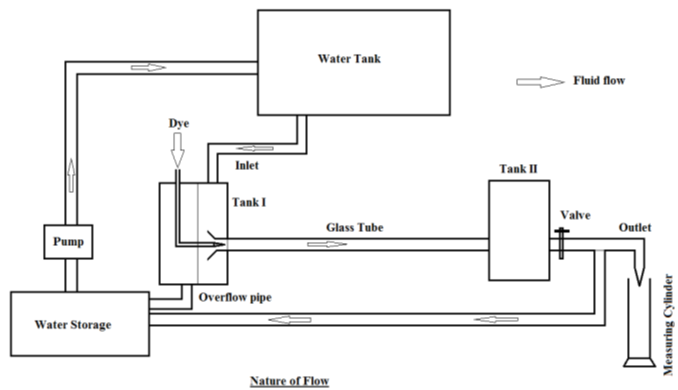 Water Tank
Fluid flow
Dye
Inlet
Tank I
Tank II
Glass Tube
Valve
Outlet
Pump
Overflow pipe
Water Storage
Measuring Cylinder
Nature of Flow